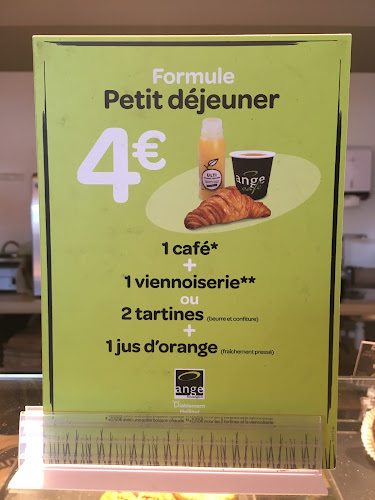 Formule
Petit déjeuner
4€
ange
café
1 café*
+
1 viennoiserie**
ou
2 tartines (beurre et confiture)
+
1 jus d'orange (fraîchement pressé)
ange